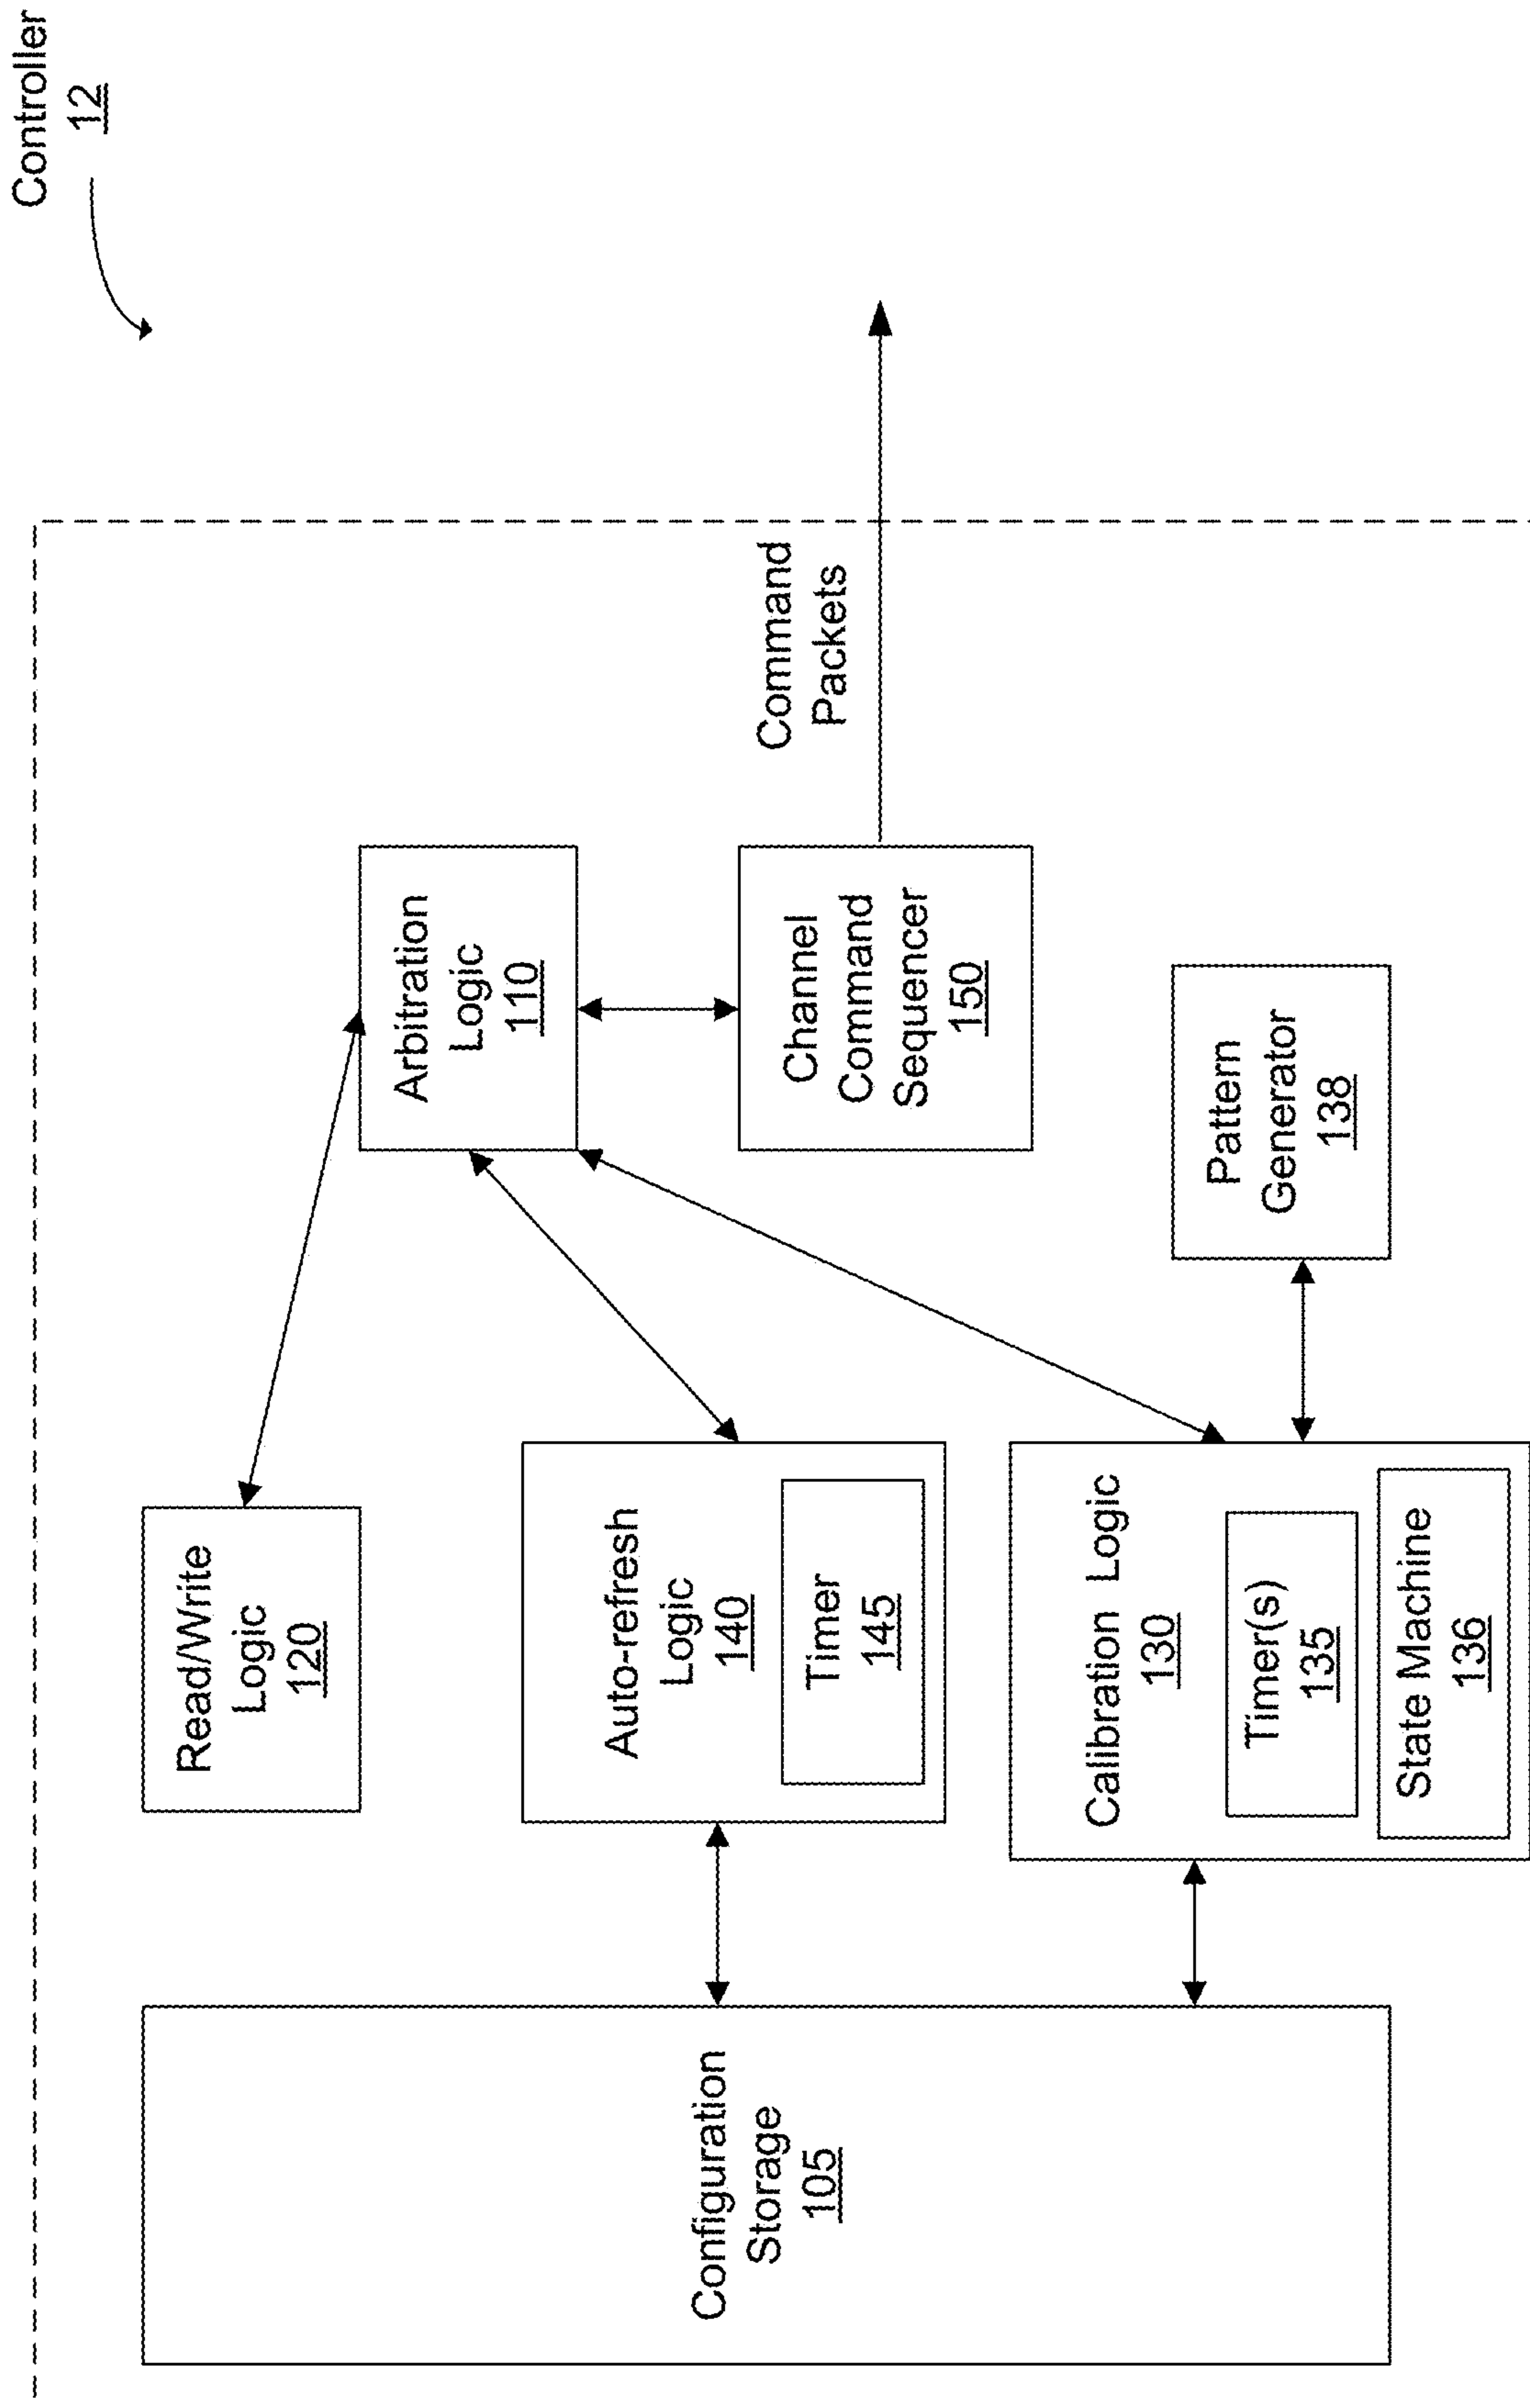 Controller
12
Configuration
Storage
105
Read/Write
Logic
120
Auto-refresh
Logic
140
Timer
145
Calibration Logic
130
Timer(s)
135
State Machine
136
Arbitration
Logic
110
Channel
Command
Sequencer
150
Pattern
Generator
138
Command
Packets